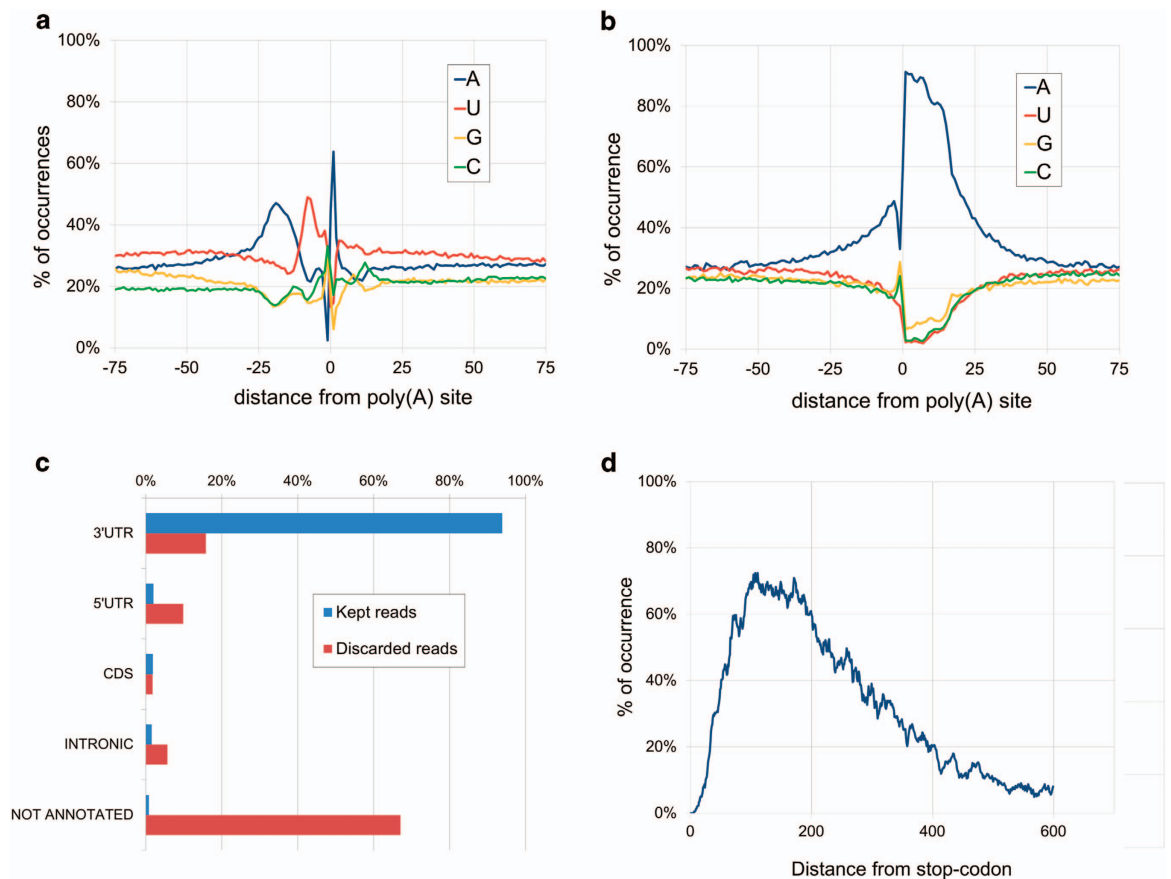 a
% of occurrences
100%
80%
60%
40%
20%
0%
-75
-50
-25
0
25
50
75
distance from poly(A) site
A
U
G
C
b
% of occurrence
100%
80%
60%
40%
20%
0%
-75
-50
-25
0
25
50
75
distance from poly(A) site
A
U
G
C
c
0%
20%
40%
60%
80%
100%
3'UTR
5'UTR
CDS
INTRONIC
NOT ANNOTATED
Kept reads
Discarded reads
d
% of occurrence
100%
80%
60%
40%
20%
0%
0
200
400
600
Distance from stop-codon